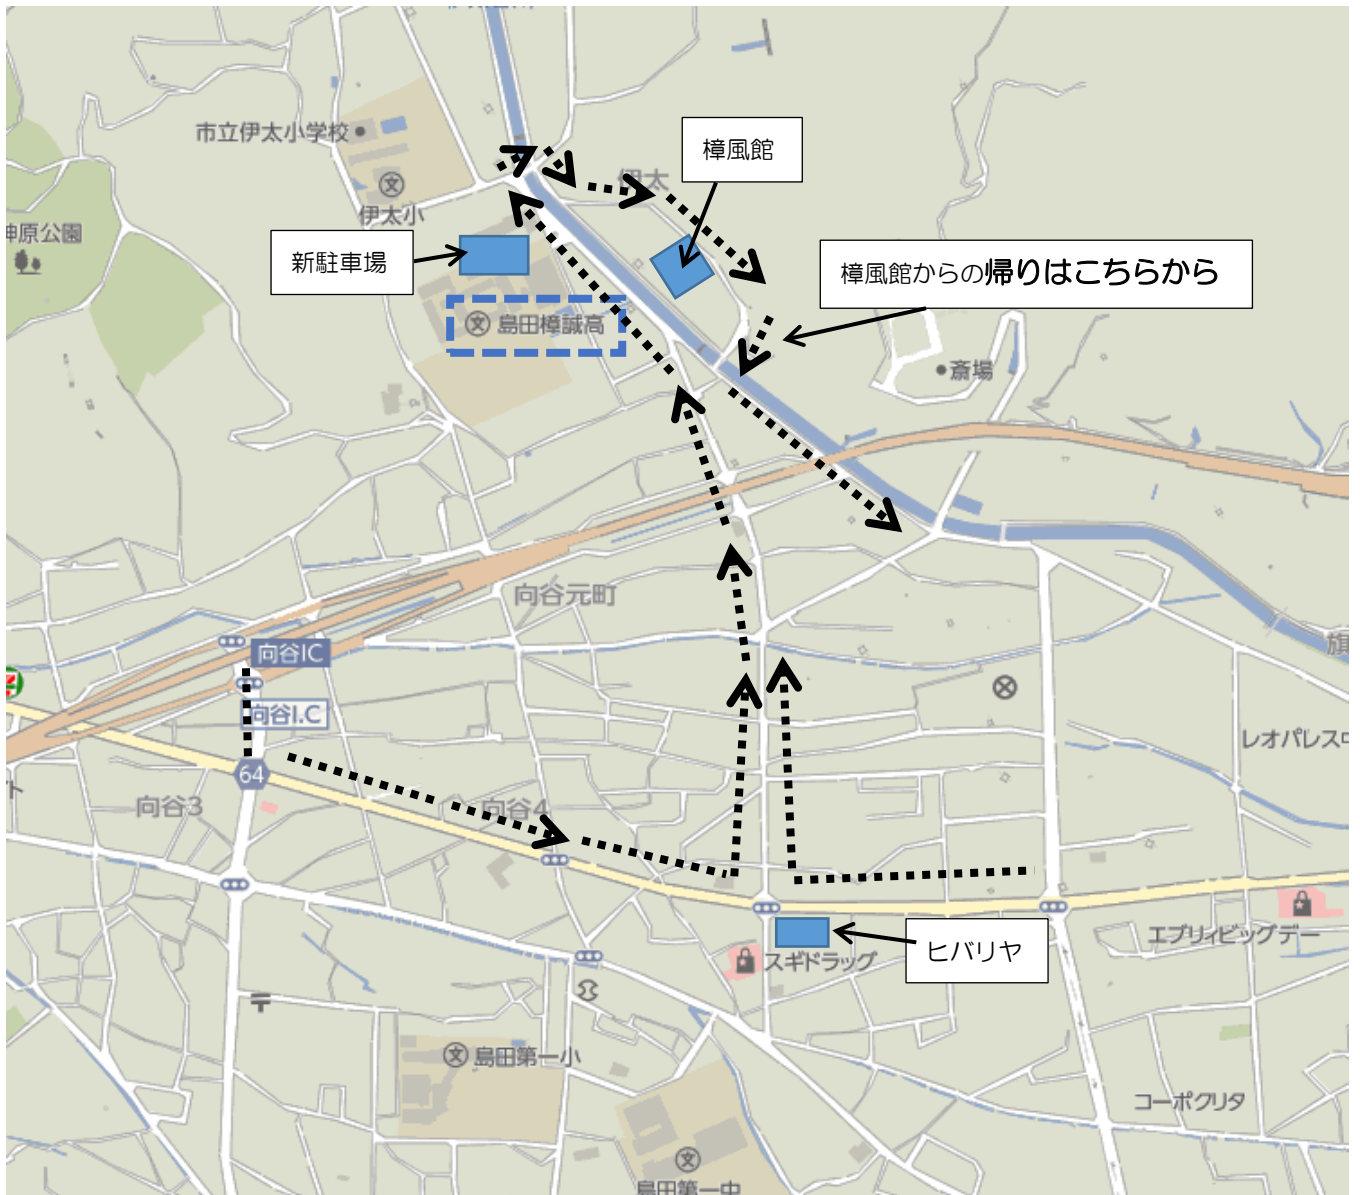 市立伊太小学校
樟風館
伊太
伊太小
神原公園
新駐車場
樟風館からの帰りはこちらから
島田樟誠高
斎場
向谷元町
向谷IC
向谷I.C
64
向谷3
向谷4
レオパレス
ヒバリヤ
スギドラッグ
エブリィビッグデー
島田第一小
コーポクリタ
島田第一中